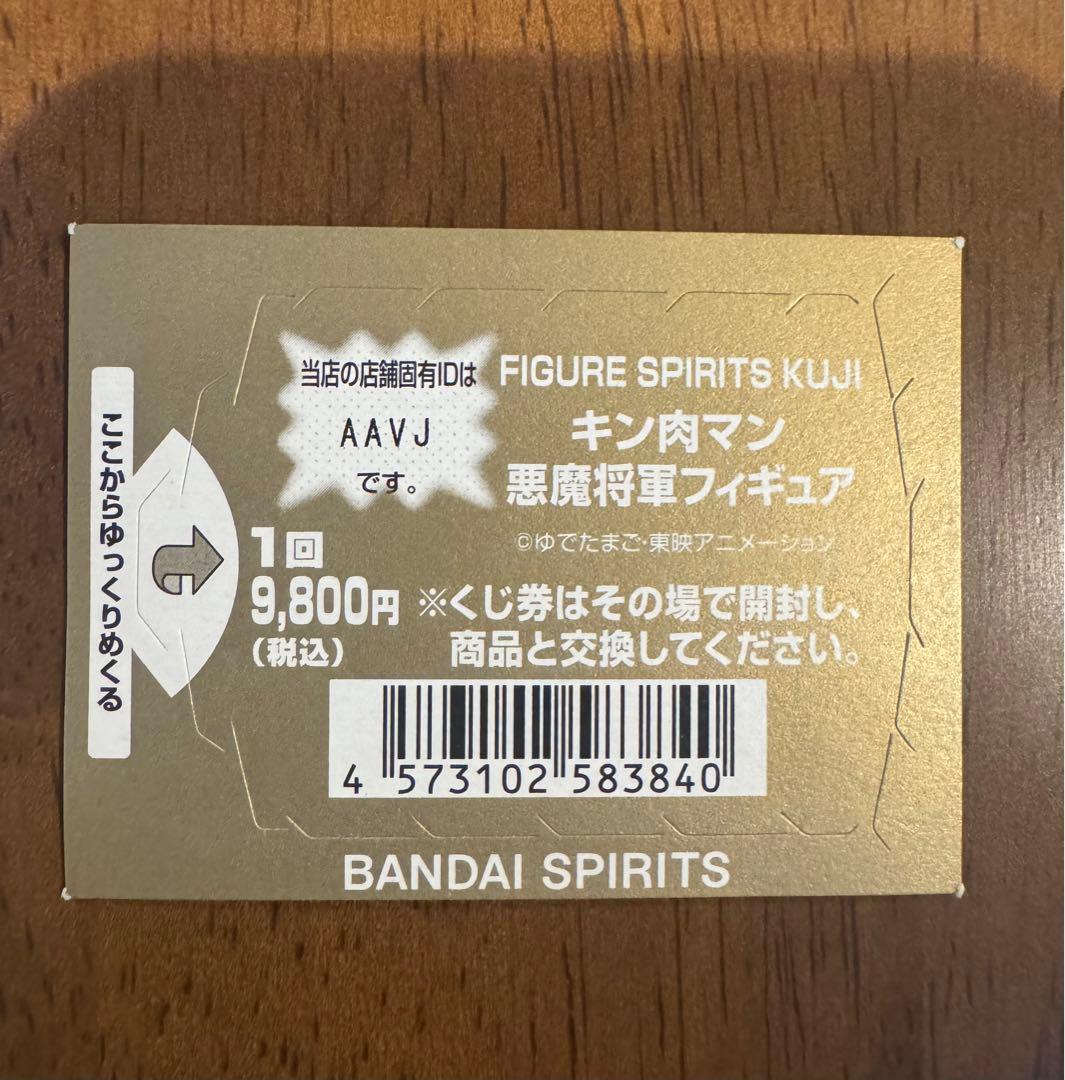 ここからゆっくりめくる
当店の店舗固有IDは
AAVJ
です。
FIGURE SPIRITS KUJI
キン肉マン
悪魔将軍フィギュア
©ゆでたまご・東映アニメーション
1回
9,800円
(税込)
※くじ券はその場で開封し、
商品と交換してください。
4 573102 583840
BANDAI SPIRITS